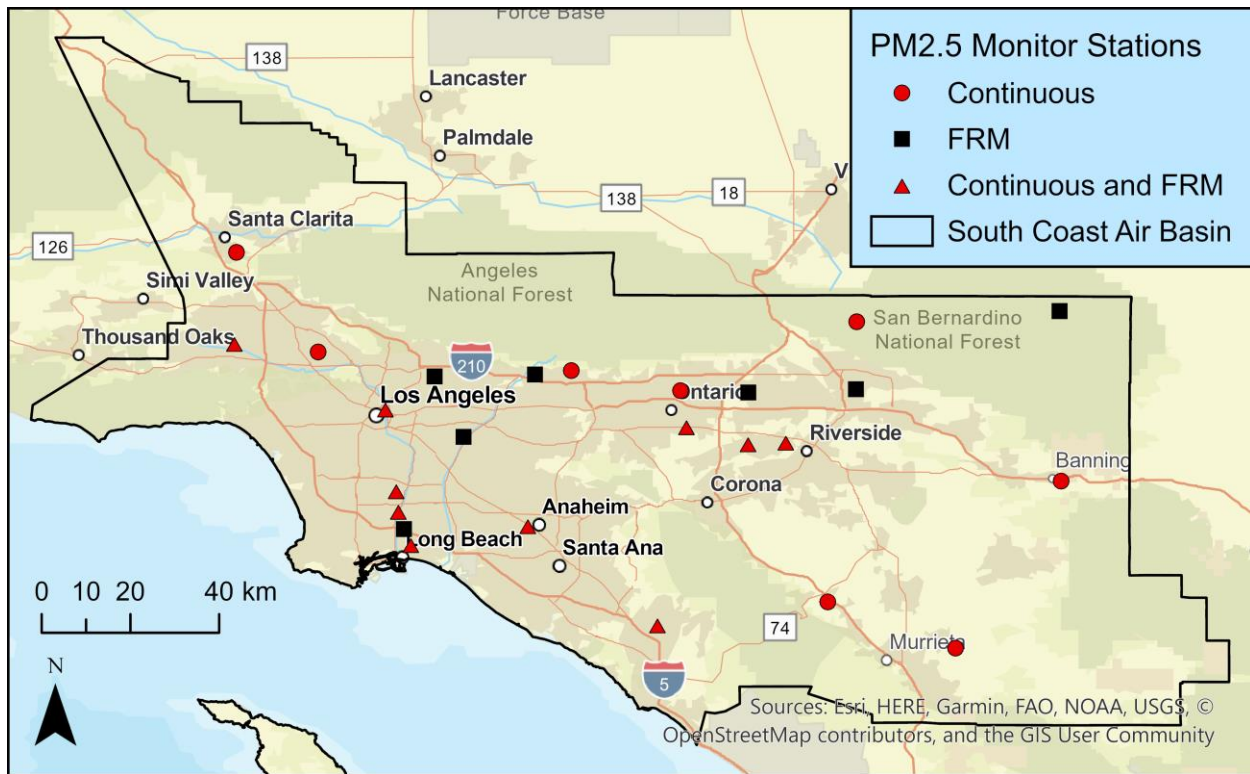 Force Base
PM2.5 Monitor Stations
Continuous
FRM
Continuous and FRM
South Coast Air Basin
138
Lancaster
Palmdale
138
18
V
Santa Clarita
126
Simi Valley
Angeles
National Forest
San Bernardino
National Forest
Thousand Oaks
210
Los Angeles
Ontario
Riverside
Banning
Corona
Anaheim
Long Beach
Santa Ana
0 10 20 40 km
74
Murrieta
N
5
Sources: Esri, HERE, Garmin, FAO, NOAA, USGS, ©
OpenStreetMap contributors, and the GIS User Community